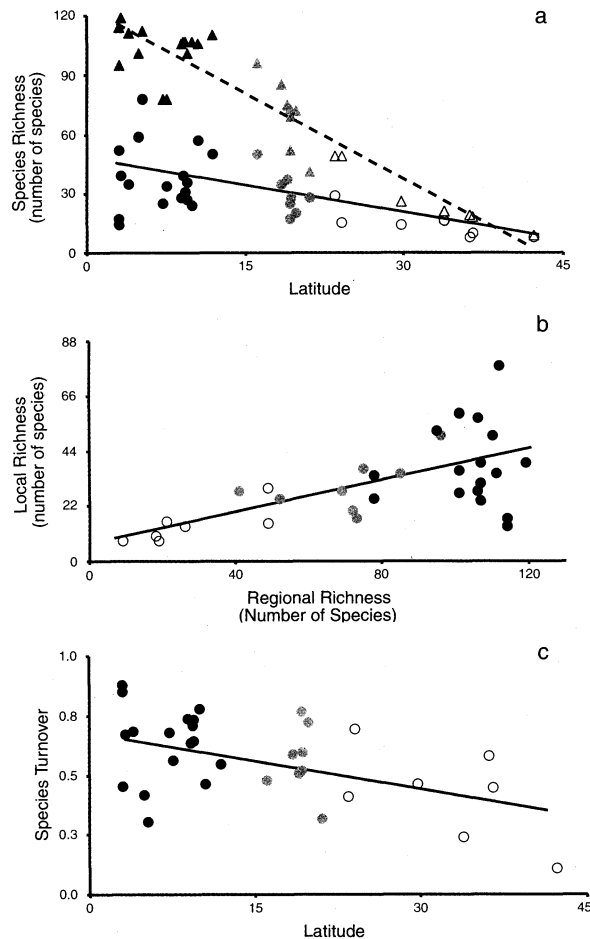 a
Species Richness
(number of species)
120
90
60
30
0
0
15
30
45
Latitude
b
Local Richness
(number of species)
88
66
44
22
0
0
40
80
120
Regional Richness
(Number of Species)
c
Species Turnover
1.0
0.8
0.5
0.3
0.0
0
15
30
45
Latitude